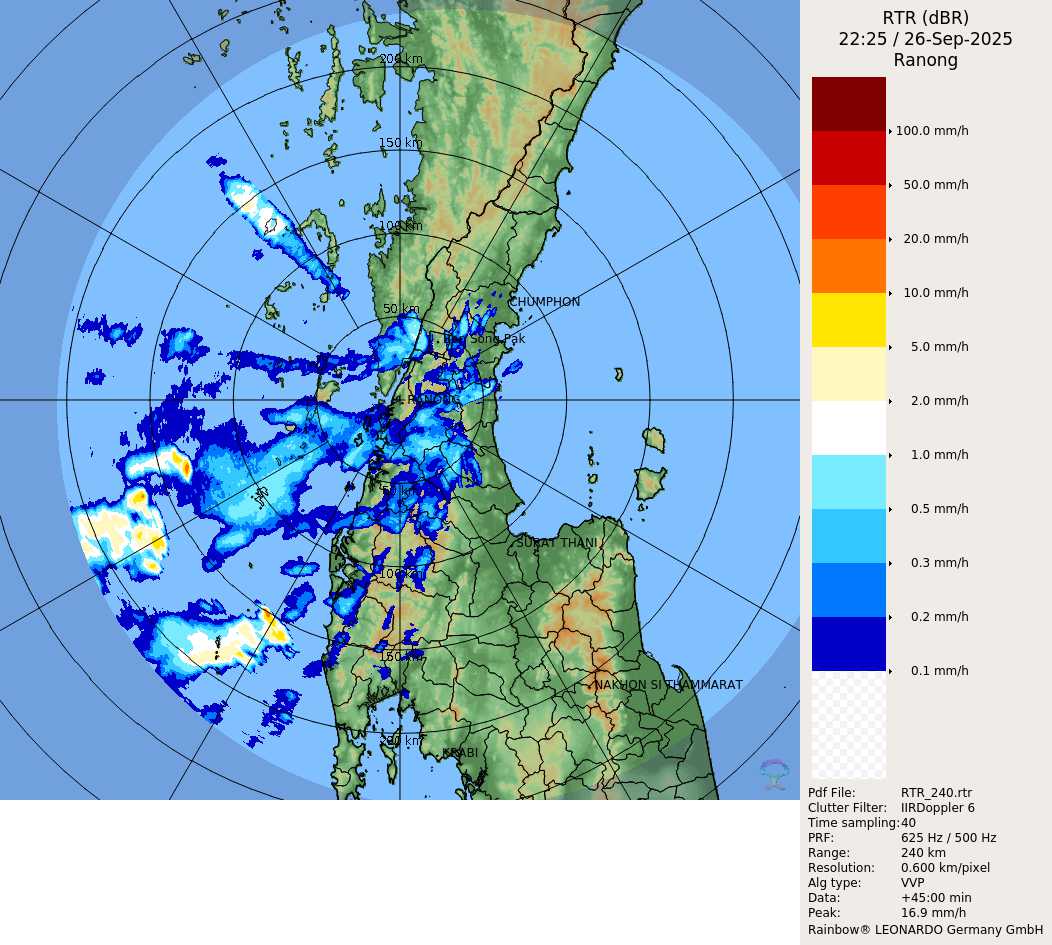 RTR (dBR)
22:25 / 26-Sep-2025
Ranong
100.0 mm/h
50.0 mm/h
20.0 mm/h
10.0 mm/h
5.0 mm/h
2.0 mm/h
1.0 mm/h
0.5 mm/h
0.3 mm/h
0.2 mm/h
0.1 mm/h
Pdf File: RTR_240.rtr
Clutter Filter: IIRDoppler 6
Time sampling: 40
PRF: 625 Hz / 500 Hz
Range: 240 km
Resolution: 0.600 km/pixel
Alg type: VVP
Data: +45:00 min
Peak: 16.9 mm/h
Rainbow® LEONARDO Germany GmbH
200 km
150 km
100 km
50 km
CHUMPHON
Song Pak
RANONG
50 km
SURAT THANI
100 km
150 km
NAKHON SI THAMMARAT
200 km
KRABI